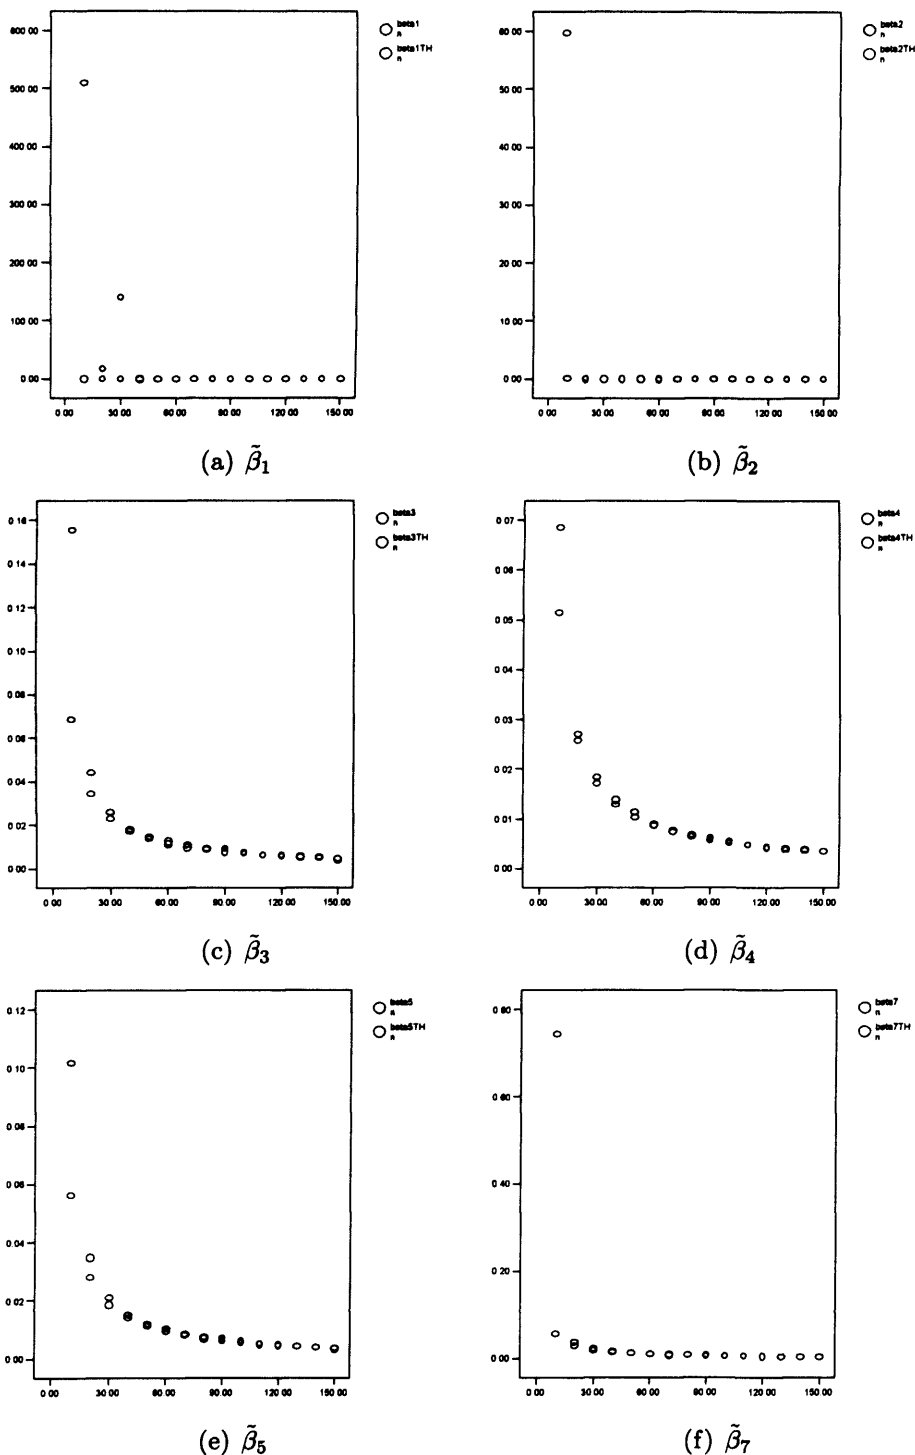 600 00
500 00
400 00
300 00
200 00
100 00
0 00
0 00 30 00 60 00 90 00 120 00 150 00
beta1
n
beta1TH
n
(a) β̃₁
60 00
50 00
40 00
30 00
20 00
10 00
0 00
0 00 30 00 60 00 90 00 120 00 150 00
beta2
n
beta2TH
n
(b) β̃₂
0 16
0 14
0 12
0 10
0 08
0 06
0 04
0 02
0 00
0 00 30 00 60 00 90 00 120 00 150 00
beta3
n
beta3TH
n
(c) β̃₃
0 07
0 06
0 05
0 04
0 03
0 02
0 01
0 00
0 00 30 00 60 00 90 00 120 00 150 00
beta4
n
beta4TH
n
(d) β̃₄
0 12
0 10
0 08
0 06
0 04
0 02
0 00
0 00 30 00 60 00 90 00 120 00 150 00
beta5
n
beta5TH
n
(e) β̃₅
0 80
0 60
0 40
0 20
0 00
0 00 30 00 60 00 90 00 120 00 150 00
beta7
n
beta7TH
n
(f) β̃₇